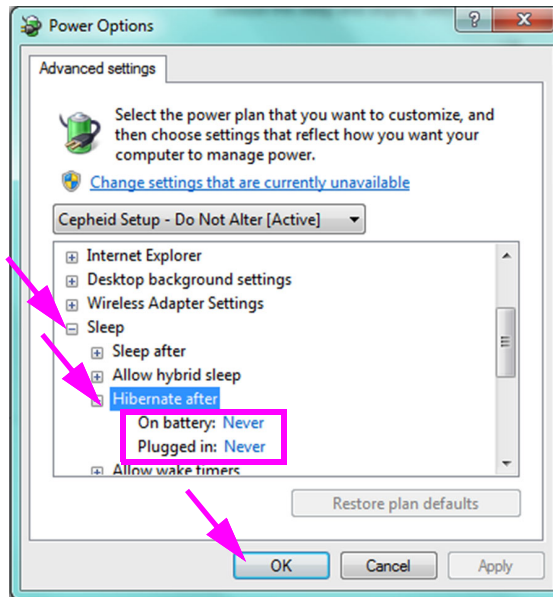 Power Options
Advanced settings
Select the power plan that you want to customize, and
then choose settings that reflect how you want your
computer to manage power.
Change settings that are currently unavailable
Cepheid Setup - Do Not Alter [Active]
Internet Explorer
Desktop background settings
Wireless Adapter Settings
Sleep
Sleep after
Allow hybrid sleep
Hibernate after
On battery: Never
Plugged in: Never
Allow wake timers
Restore plan defaults
OK Cancel Apply